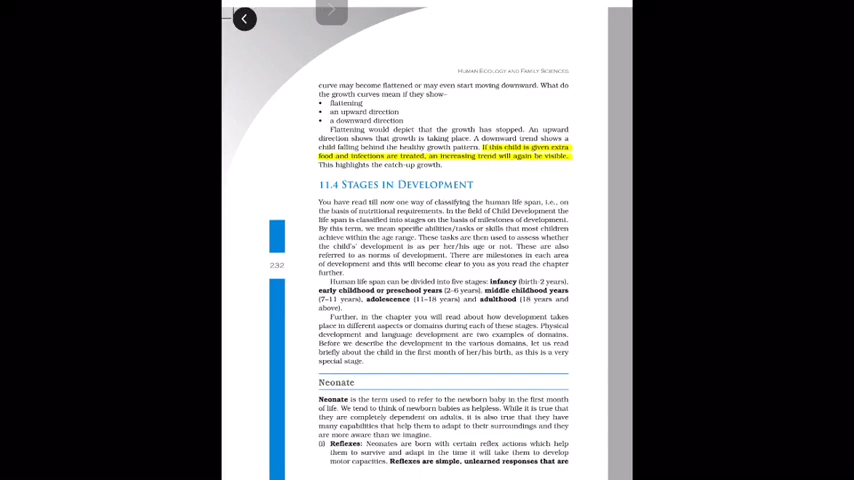 HUMAN ECOLOGY AND FAMILY SCIENCES
curve may become flattened or may even start moving downward. What do
the growth curves mean if they show–
• flattening
• an upward direction
• a downward direction
Flattening would depict that the growth has stopped. An upward
direction shows that growth is taking place. A downward trend shows a
child falling behind the healthy growth pattern. If this child is given extra
food and infections are treated, an increasing trend will again be visible.
This highlights the catch-up growth.
11.4 STAGES IN DEVELOPMENT
You have read till now one way of classifying the human life span, i.e., on
the basis of nutritional requirements. In the field of Child Development the
life span is classified into stages on the basis of milestones of development.
By this term, we mean specific abilities/tasks or skills that most children
achieve within the age range. These tasks are then used to assess whether
the child's' development is as per her/his age or not. These are also
referred to as norms of development. There are milestones in each area
of development and this will become clear to you as you read the chapter
further.
232
Human life span can be divided into five stages: infancy (birth-2 years),
early childhood or preschool years (2–6 years), middle childhood years
(7–11 years), adolescence (11–18 years) and adulthood (18 years and
above).
Further, in the chapter you will read about how development takes
place in different aspects or domains during each of these stages. Physical
development and language development are two examples of domains.
Before we describe the development in the various domains, let us read
briefly about the child in the first month of her/his birth, as this is a very
special stage.
Neonate
Neonate is the term used to refer to the newborn baby in the first month
of life. We tend to think of newborn babies as helpless. While it is true that
they are completely dependent on adults, it is also true that they have
many capabilities that help them to adapt to their surroundings and they
are more aware than we imagine.
(i) Reflexes: Neonates are born with certain reflex actions which help
them to survive and adapt in the time it will take them to develop
motor capacities. Reflexes are simple, unlearned responses that are